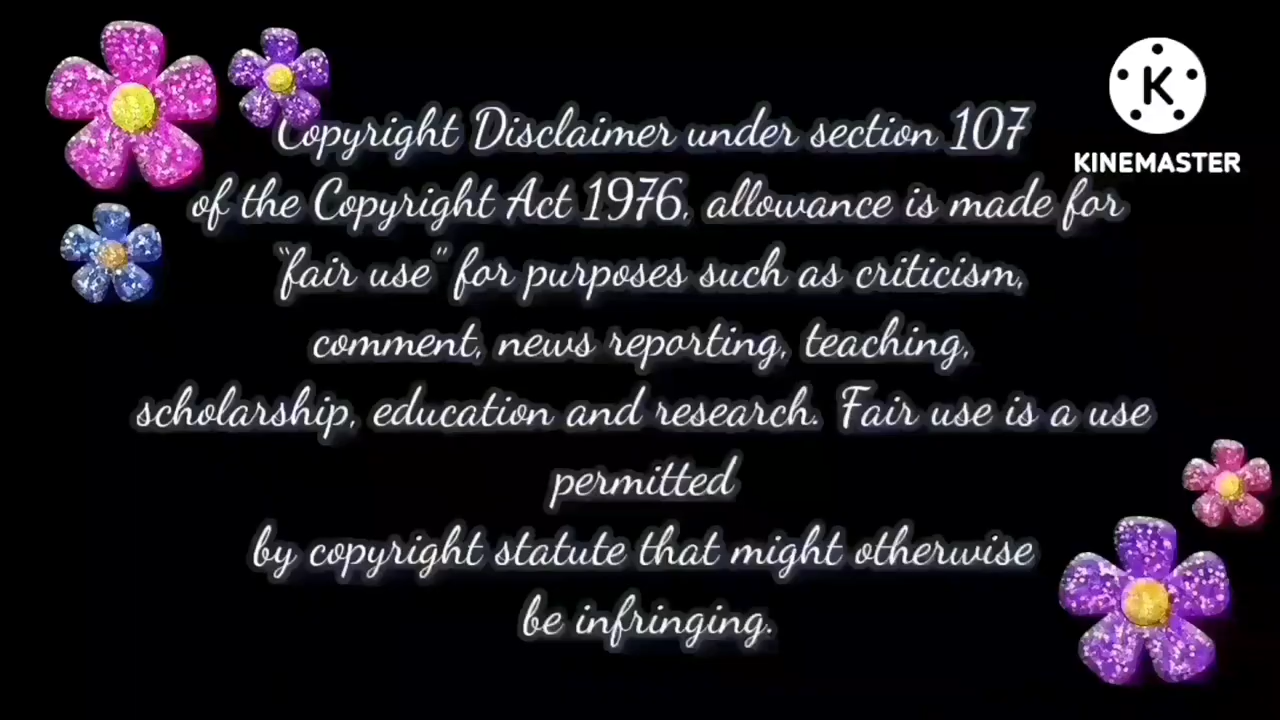 Copyright Disclaimer under section 107
of the Copyright Act 1976, allowance is made for
“fair use” for purposes such as criticism,
comment, news reporting, teaching,
scholarship, education and research. Fair use is a use
permitted
by copyright statute that might otherwise
be infringing.
K
KINEMASTER